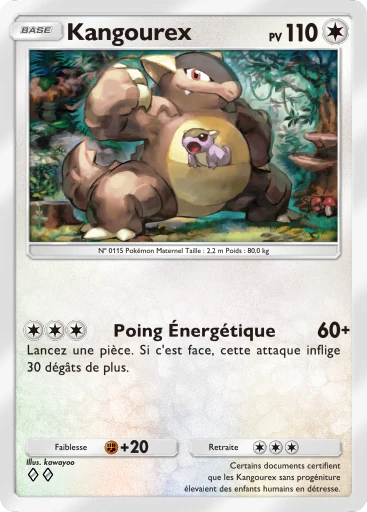 BASE Kangourex PV 110
N° 0115 Pokémon Maternel Taille : 2,2 m Poids : 80,0 kg
Poing Énergétique 60+
Lancez une pièce. Si c'est face, cette attaque inflige
30 dégâts de plus.
Faiblesse +20 Retraite
Illus. kawayoo
Certains documents certifient
que les Kangourex sans progéniture
élevaient des enfants humains en détresse.